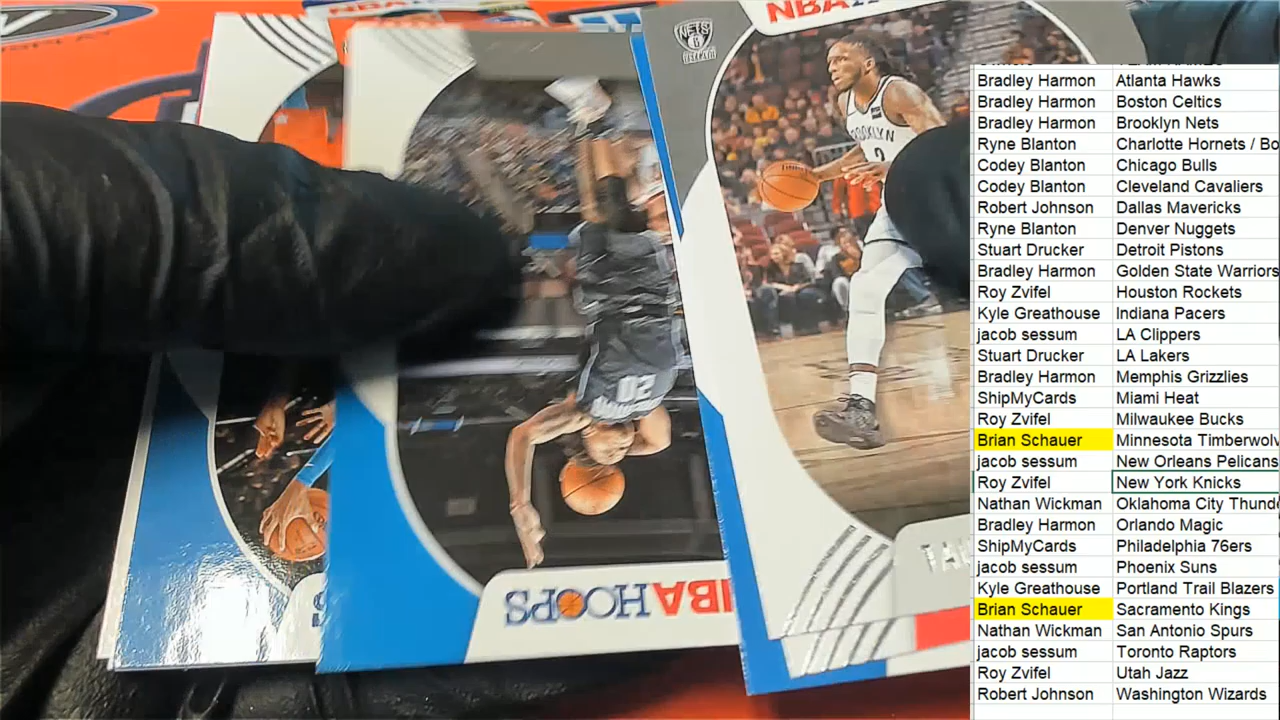 NBA
NETS
BROOKLYN
2
20
NBA HOOPS
TAU
Bradley Harmon Atlanta Hawks
Bradley Harmon Boston Celtics
Bradley Harmon Brooklyn Nets
Ryne Blanton Charlotte Hornets / Bo
Codey Blanton Chicago Bulls
Codey Blanton Cleveland Cavaliers
Robert Johnson Dallas Mavericks
Ryne Blanton Denver Nuggets
Stuart Drucker Detroit Pistons
Bradley Harmon Golden State Warriors
Roy Zvifel Houston Rockets
Kyle Greathouse Indiana Pacers
jacob sessum LA Clippers
Stuart Drucker LA Lakers
Bradley Harmon Memphis Grizzlies
ShipMyCards Miami Heat
Roy Zvifel Milwaukee Bucks
Brian Schauer Minnesota Timberwolv
jacob sessum New Orleans Pelicans
Roy Zvifel New York Knicks
Nathan Wickman Oklahoma City Thunde
Bradley Harmon Orlando Magic
ShipMyCards Philadelphia 76ers
jacob sessum Phoenix Suns
Kyle Greathouse Portland Trail Blazers
Brian Schauer Sacramento Kings
Nathan Wickman San Antonio Spurs
jacob sessum Toronto Raptors
Roy Zvifel Utah Jazz
Robert Johnson Washington Wizards